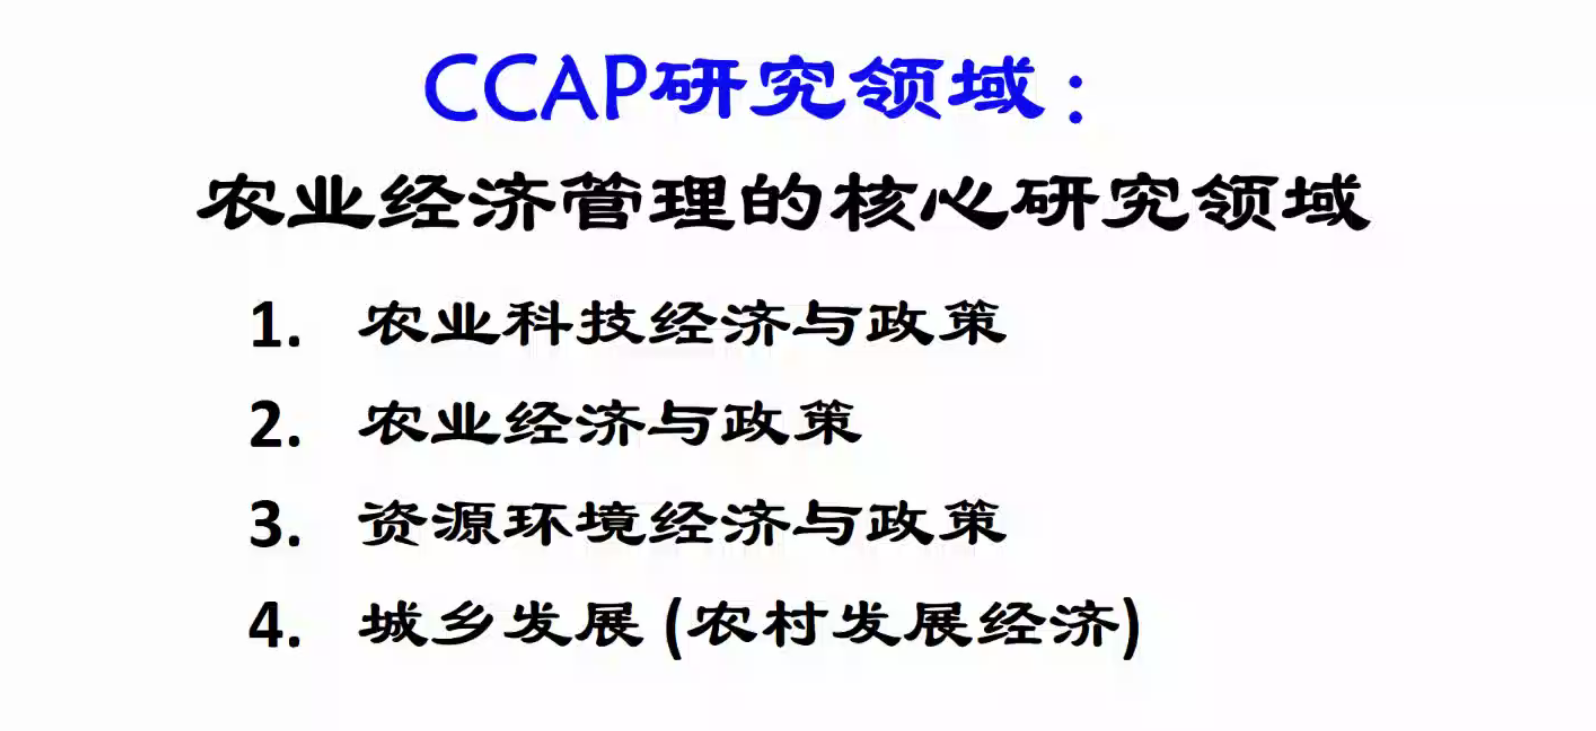 CCAP研究领域：
农业经济管理的核心研究领域
1. 农业科技经济与政策
2. 农业经济与政策
3. 资源环境经济与政策
4. 城乡发展 (农村发展经济)